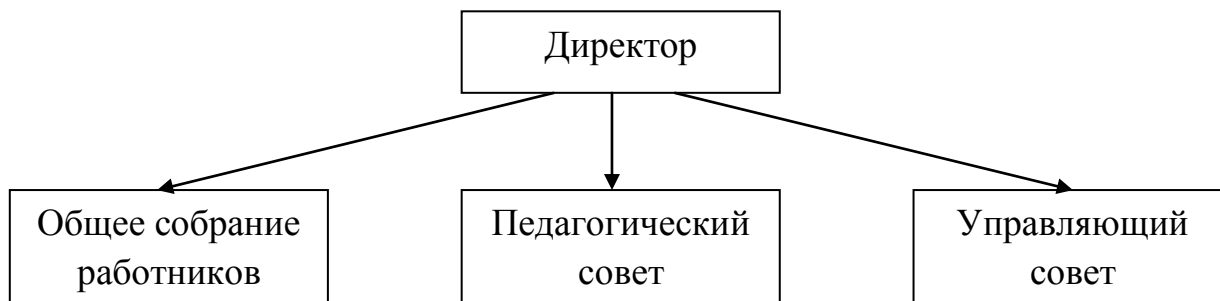 Директор
Общее собрание
работников
Педагогический
совет
Управляющий
совет